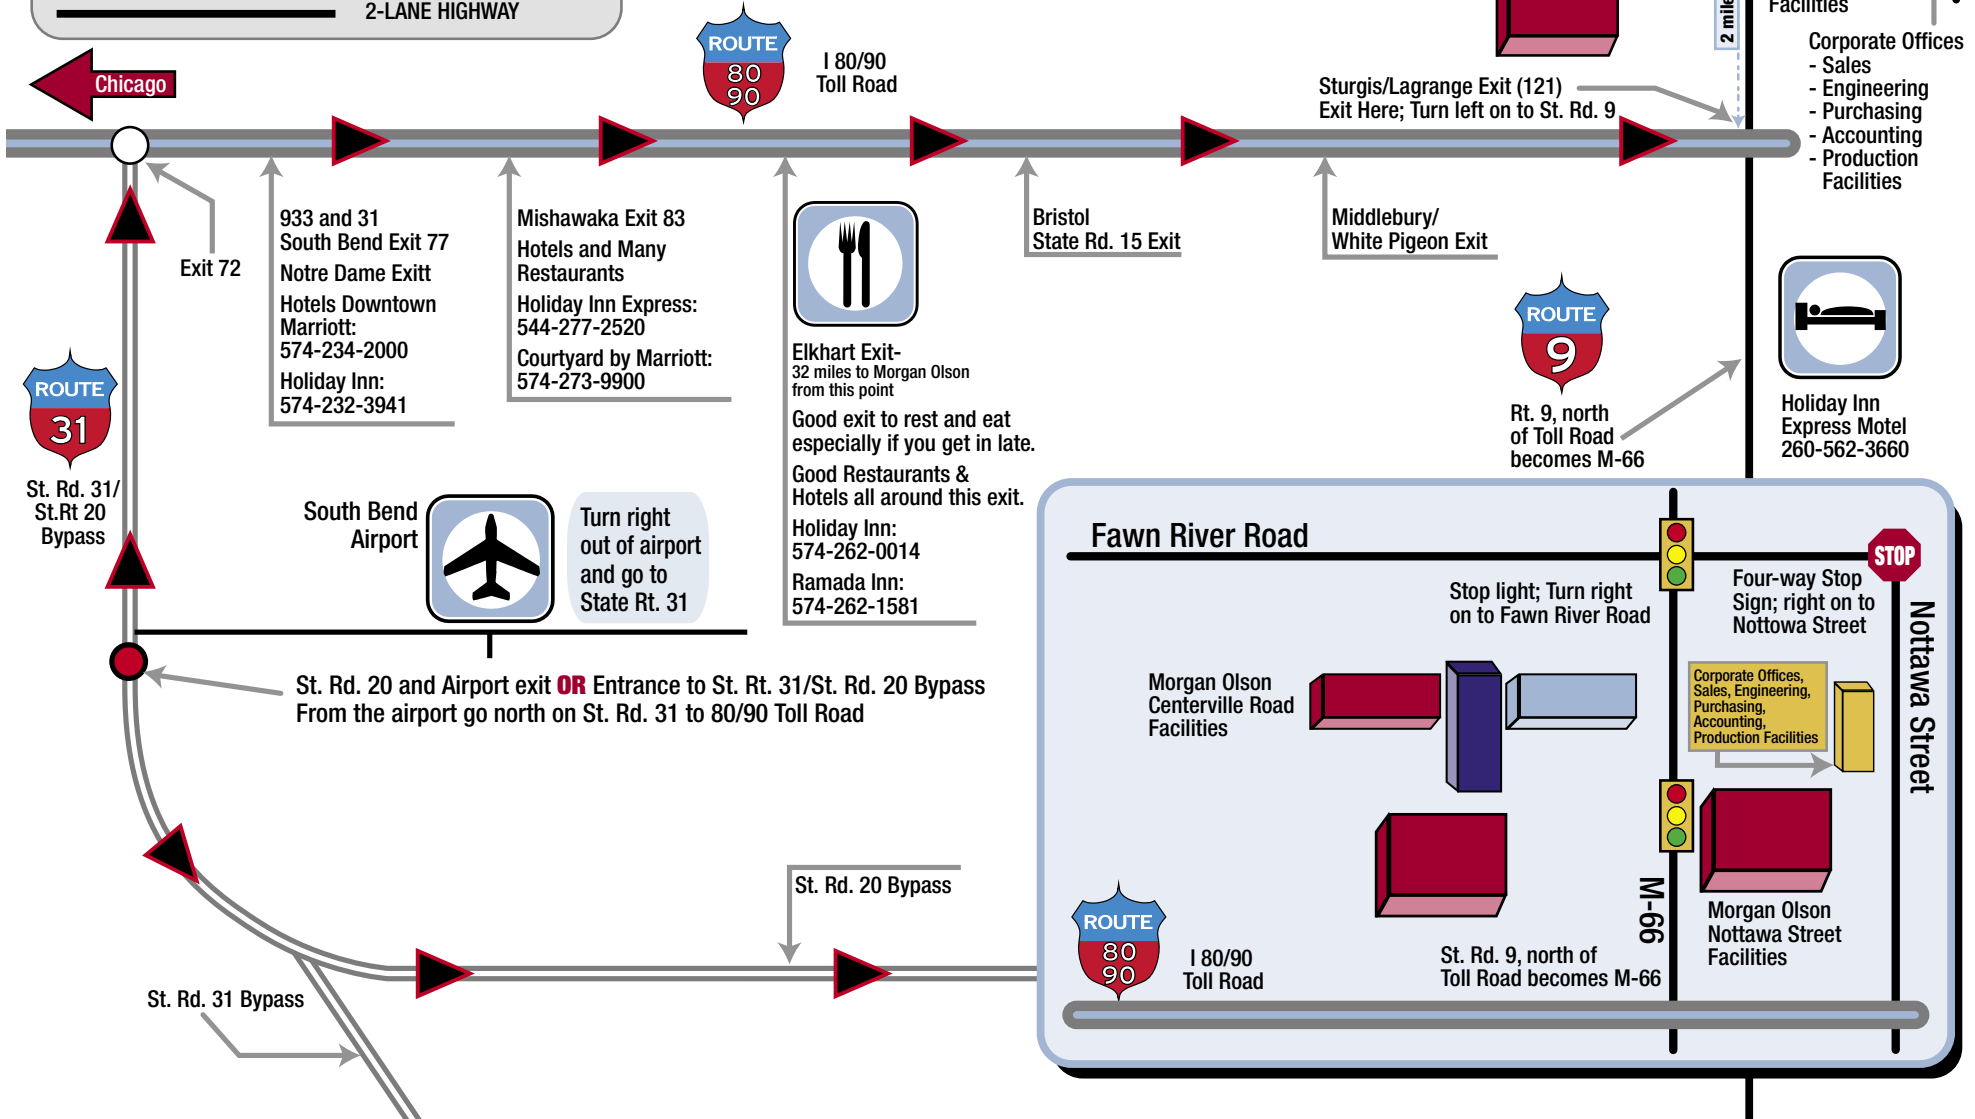 2-LANE HIGHWAY
Chicago
ROUTE
80
90
I 80/90
Toll Road
2 mile
Facilities
Corporate Offices
- Sales
- Engineering
- Purchasing
- Accounting
- Production
Facilities
Sturgis/Lagrange Exit (121)
Exit Here; Turn left on to St. Rd. 9
Exit 72
933 and 31
South Bend Exit 77
Notre Dame Exitt
Hotels Downtown
Marriott:
574-234-2000
Holiday Inn:
574-232-3941
Mishawaka Exit 83
Hotels and Many
Restaurants
Holiday Inn Express:
544-277-2520
Courtyard by Marriott:
574-273-9900
Elkhart Exit-
32 miles to Morgan Olson
from this point
Good exit to rest and eat
especially if you get in late.
Good Restaurants &
Hotels all around this exit.
Holiday Inn:
574-262-0014
Ramada Inn:
574-262-1581
Bristol
State Rd. 15 Exit
Middlebury/
White Pigeon Exit
ROUTE
9
Rt. 9, north
of Toll Road
becomes M-66
Holiday Inn
Express Motel
260-562-3660
ROUTE
31
St. Rd. 31/
St.Rt 20
Bypass
South Bend
Airport
Turn right
out of airport
and go to
State Rt. 31
St. Rd. 20 and Airport exit OR Entrance to St. Rt. 31/St. Rd. 20 Bypass
From the airport go north on St. Rd. 31 to 80/90 Toll Road
St. Rd. 20 Bypass
St. Rd. 31 Bypass
Fawn River Road
STOP
Stop light; Turn right
on to Fawn River Road
Four-way Stop
Sign; right on to
Nottowa Street
Nottawa Street
Morgan Olson
Centerville Road
Facilities
Corporate Offices,
Sales, Engineering,
Purchasing,
Accounting,
Production Facilities
M-66
Morgan Olson
Nottawa Street
Facilities
ROUTE
80
90
I 80/90
Toll Road
St. Rd. 9, north of
Toll Road becomes M-66